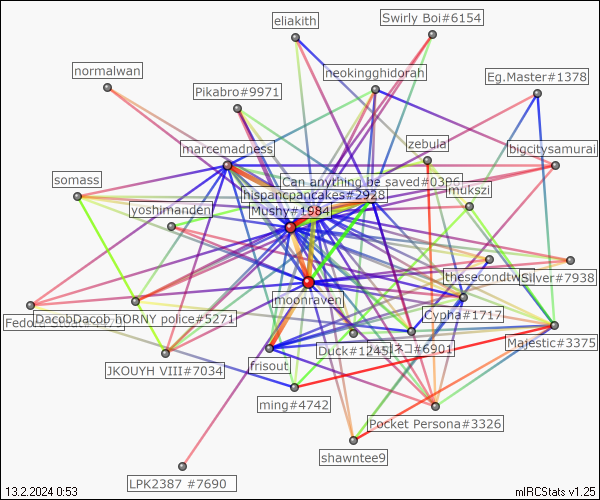 eliakith
Swirly Boi#6154
normalwan
neokingghidorah
Eg.Master#1378
Pikabro#9971
zebula
marcemadness
bigcitysamurai
somass
Can anything be saved#0396
mukszi
hispancpancakes#2928
yoshimanden
Mushy#1984
thesecondtw
Silver#7938
moonraven
Fedora
DacobDacob hORNY police#5271
Cypha#1717
Duck#1245
ネコ#6901
Majestic#3375
JKOUYH VIII#7034
frisout
ming#4742
Pocket Persona#3326
shawntee9
LPK2387 #7690
13.2.2024 0:53
mIRCStats v1.25